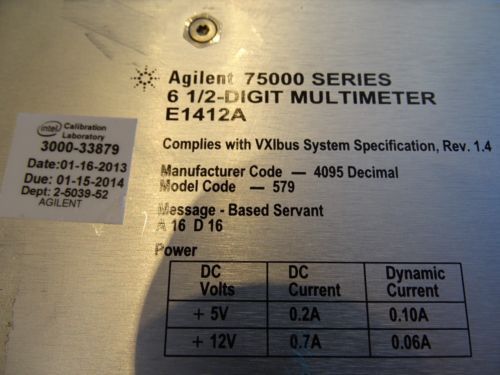 Agilent 75000 SERIES
6 1/2-DIGIT MULTIMETER
E1412A
intel Calibration
Laboratory
3000-33879
Date:01-16-2013
Due: 01-15-2014
Dept: 2-5039-52
AGILENT
Complies with VXIbus System Specification, Rev. 1.4
Manufacturer Code — 4095 Decimal
Model Code — 579
Message - Based Servant
A 16 D 16
Power
DC Volts DC Current Dynamic Current
+ 5V 0.2A 0.10A
+ 12V 0.7A 0.06A